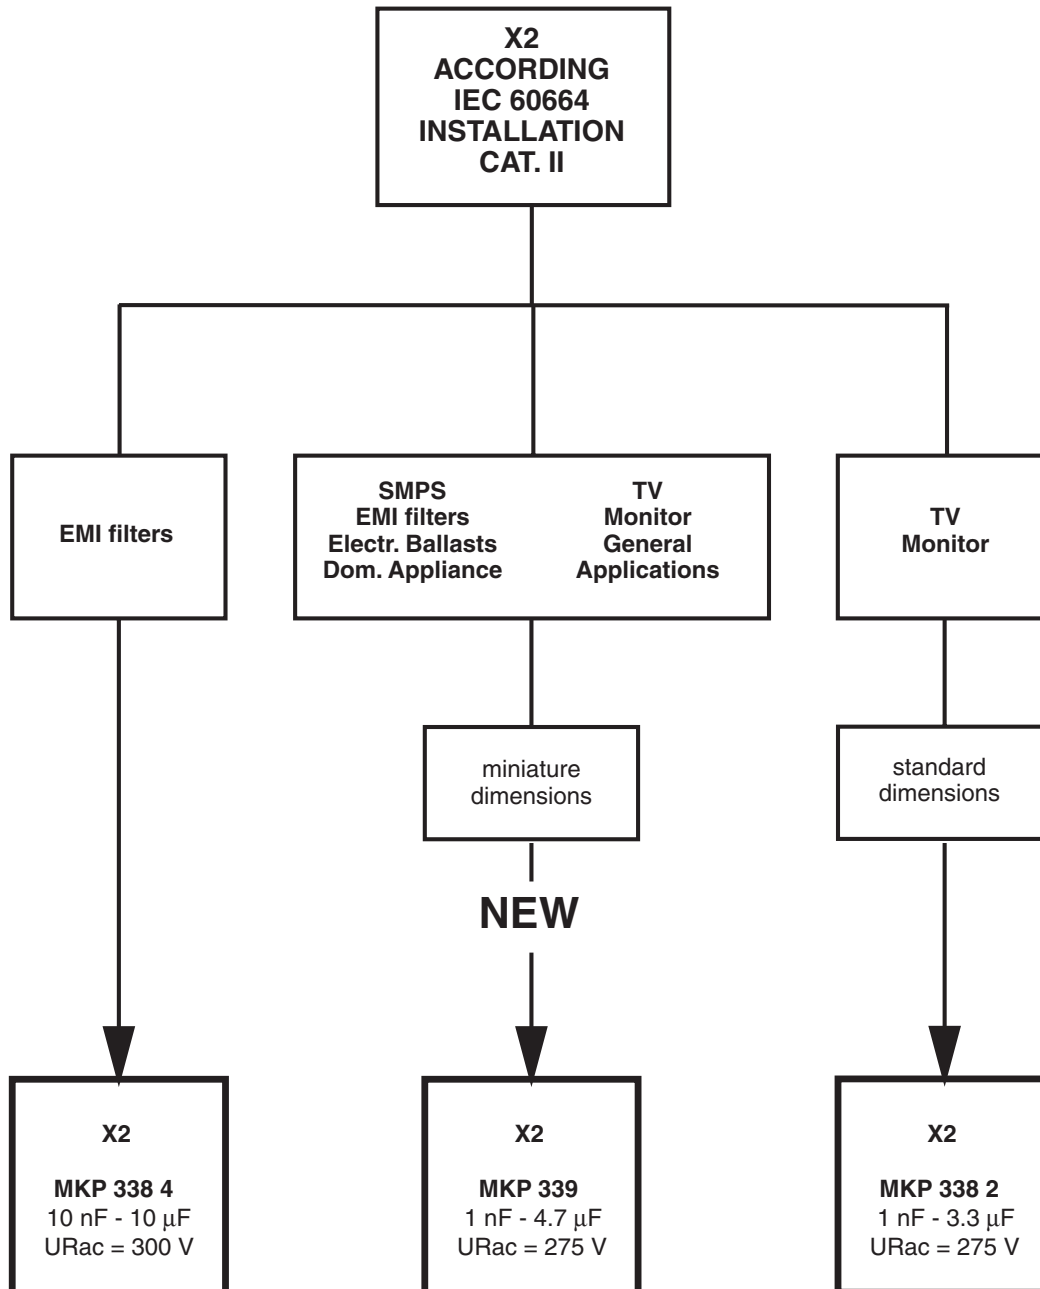 X2
ACCORDING
IEC 60664
INSTALLATION
CAT. II
EMI filters
SMPS
EMI filters
Electr. Ballasts
Dom. Appliance
TV
Monitor
General
Applications
TV
Monitor
miniature
dimensions
standard
dimensions
NEW
X2
MKP 338 4
10 nF - 10 μF
URac = 300 V
X2
MKP 339
1 nF - 4.7 μF
URac = 275 V
X2
MKP 338 2
1 nF - 3.3 μF
URac = 275 V